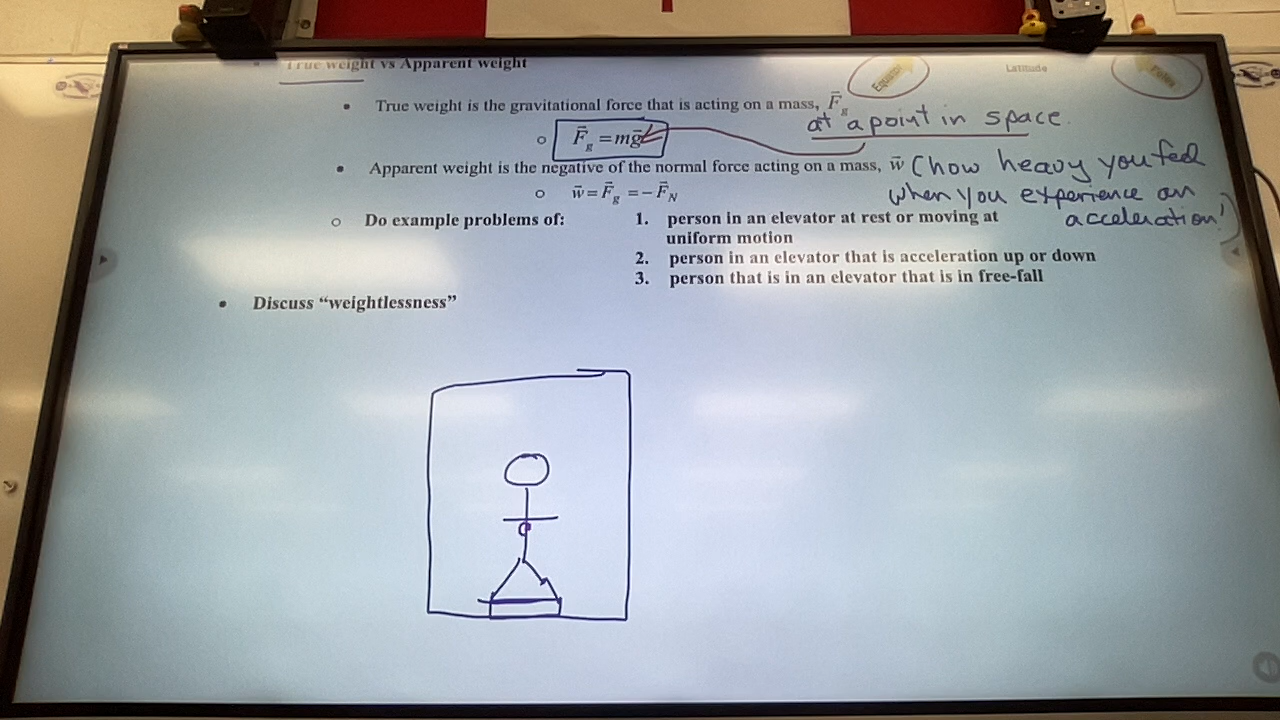 True weight vs Apparent weight
Equator Latitude Poles
• True weight is the gravitational force that is acting on a mass, F⃗g
at a point in space.
o F⃗g = mg⃗
• Apparent weight is the negative of the normal force acting on a mass, w⃗ (how heavy you feel
o w⃗ = F⃗g = −F⃗N when you experience an
acceleration!)
o Do example problems of: 1. person in an elevator at rest or moving at
uniform motion
2. person in an elevator that is acceleration up or down
3. person that is in an elevator that is in free-fall
• Discuss “weightlessness”